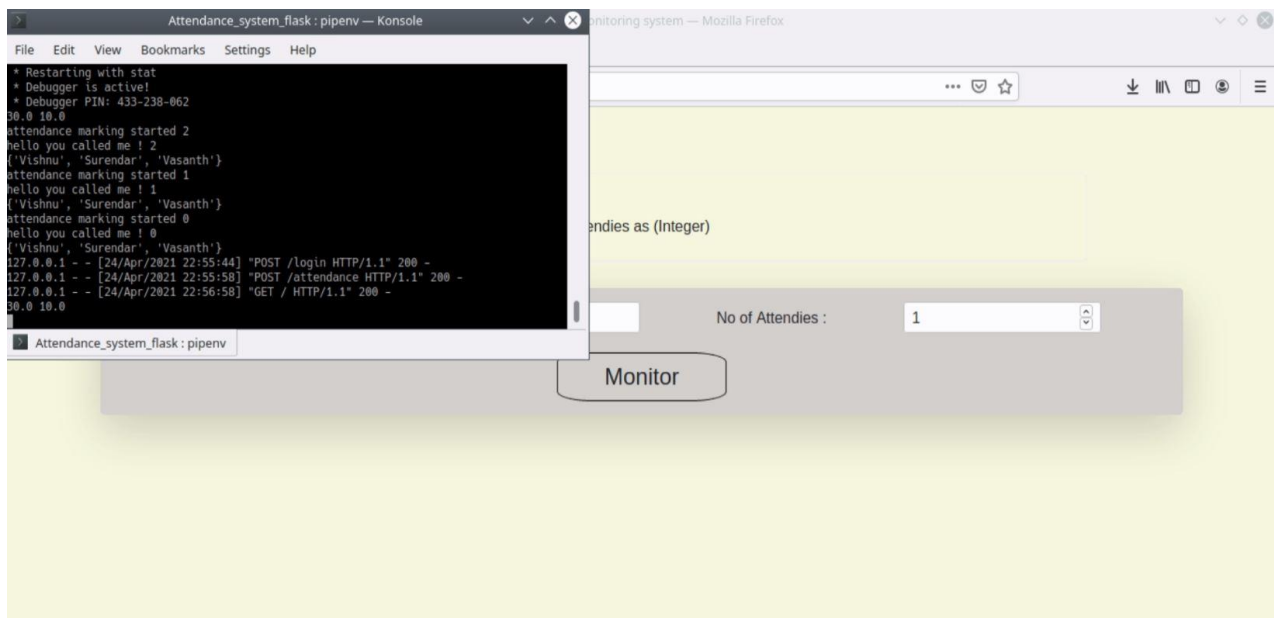 Attendance_system_flask : pipenv — Konsole
nitoring system — Mozilla Firefox
File Edit View Bookmarks Settings Help
* Restarting with stat
* Debugger is active!
* Debugger PIN: 433-238-062
30.0 10.0
attendance marking started 2
hello you called me ! 2
{'Vishnu', 'Surendar', 'Vasanth'}
attendance marking started 1
hello you called me ! 1
{'Vishnu', 'Surendar', 'Vasanth'}
attendance marking started 0
hello you called me ! 0
{'Vishnu', 'Surendar', 'Vasanth'}
127.0.0.1 - - [24/Apr/2021 22:55:44] "POST /login HTTP/1.1" 200 -
127.0.0.1 - - [24/Apr/2021 22:55:58] "POST /attendance HTTP/1.1" 200 -
127.0.0.1 - - [24/Apr/2021 22:56:58] "GET / HTTP/1.1" 200 -
30.0 10.0
Attendance_system_flask : pipenv
endies as (Integer)
No of Attendies : 1
Monitor